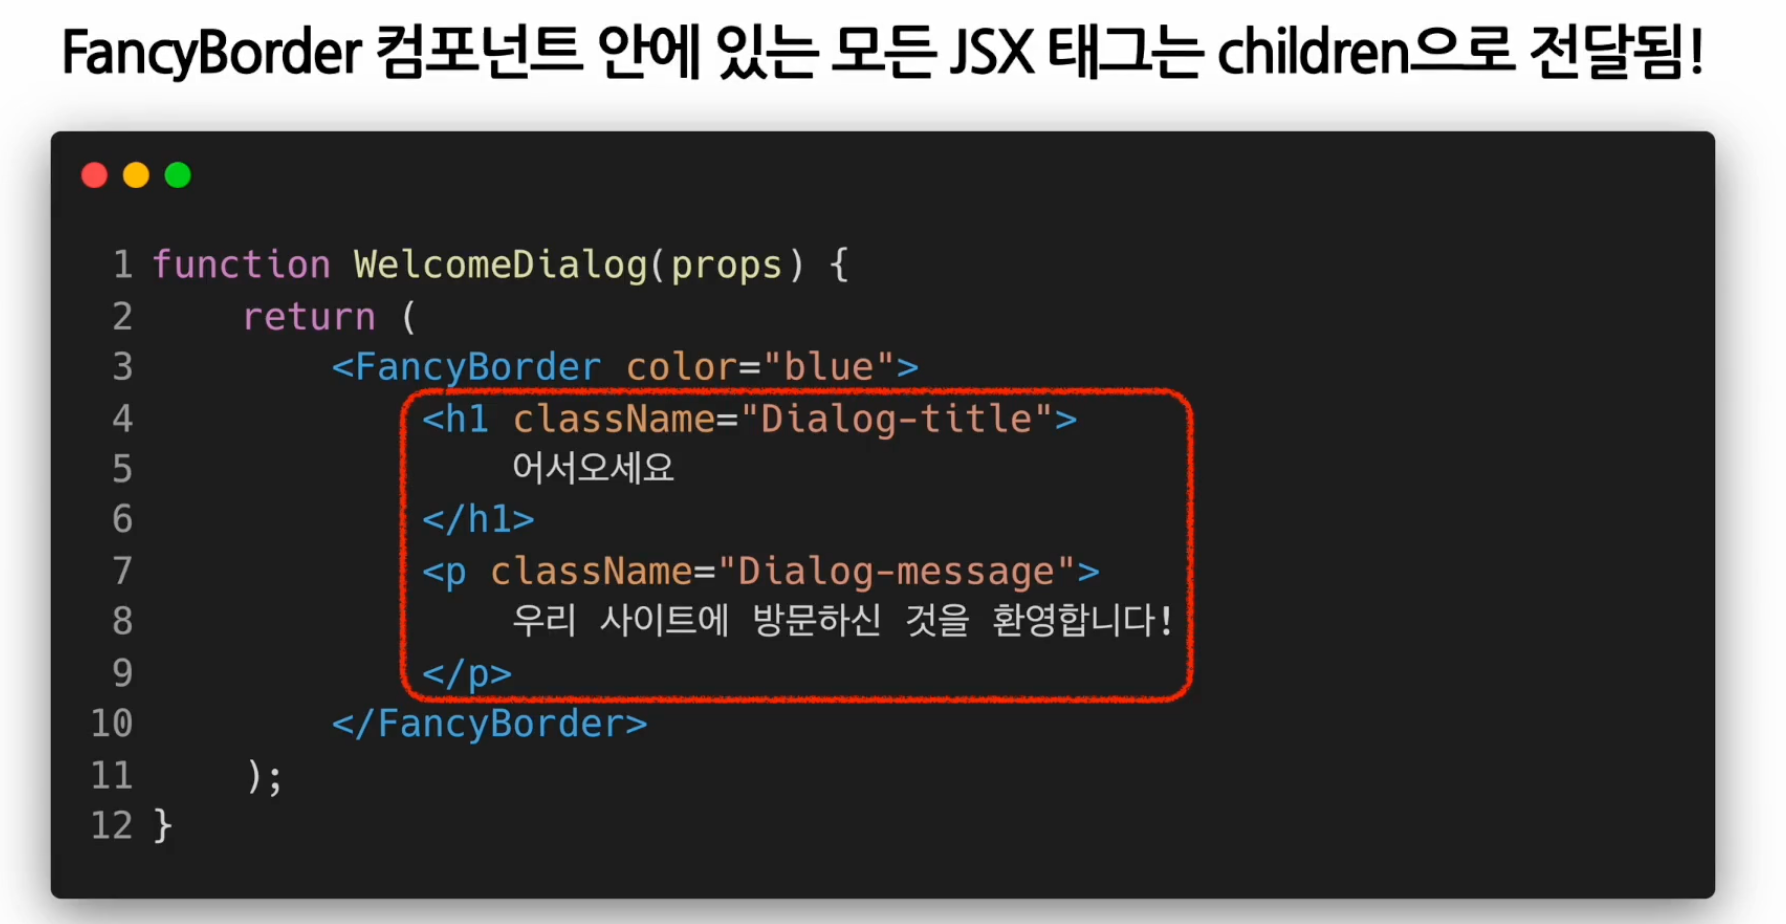 FancyBorder 컴포넌트 안에 있는 모든 JSX 태그는 children으로 전달됨!
1 function WelcomeDialog(props) {
2     return (
3         <FancyBorder color="blue">
4             <h1 className="Dialog-title">
5                 어서오세요
6             </h1>
7             <p className="Dialog-message">
8                 우리 사이트에 방문하신 것을 환영합니다!
9             </p>
10         </FancyBorder>
11     );
12 }